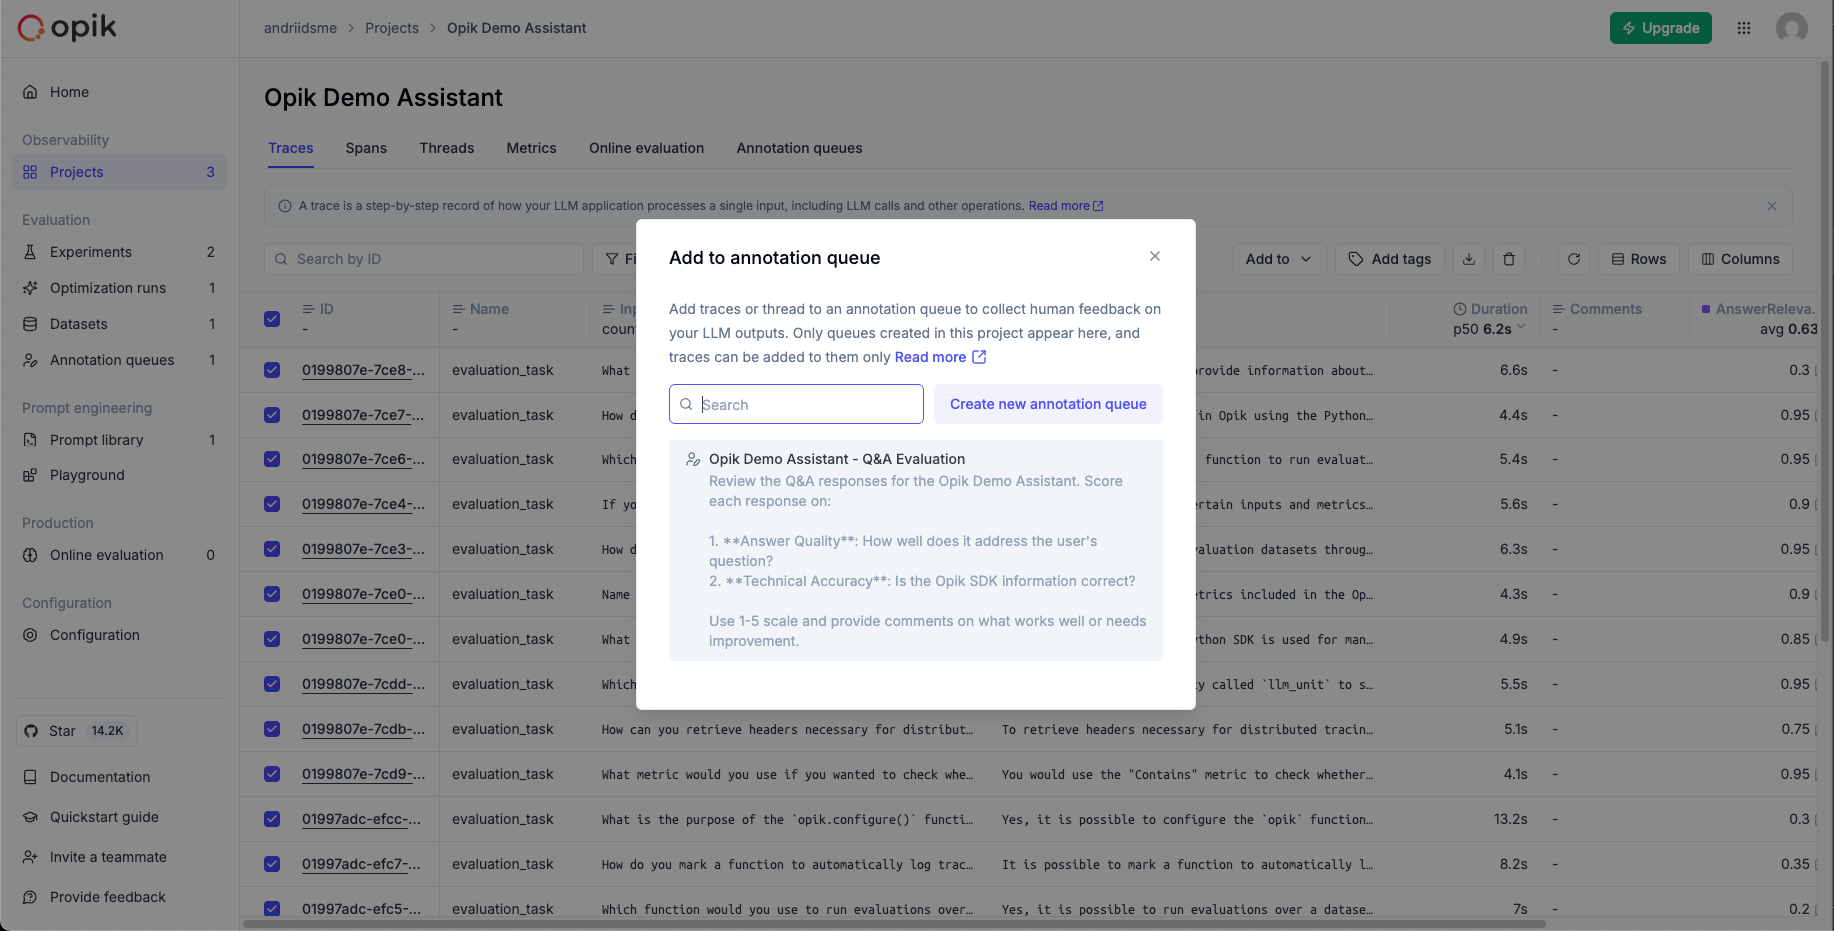 opik
andriidsme > Projects > Opik Demo Assistant
Upgrade
Home
Observability
Projects 3
Evaluation
Experiments 2
Optimization runs 1
Datasets 1
Annotation queues 1
Prompt engineering
Prompt library 1
Playground
Production
Online evaluation 0
Configuration
Configuration
Star 14.2K
Documentation
Quickstart guide
Invite a teammate
Provide feedback
Opik Demo Assistant
Traces Spans Threads Metrics Online evaluation Annotation queues
A trace is a step-by-step record of how your LLM application processes a single input, including LLM calls and other operations. Read more
Search by ID
Add to Add tags Rows Columns
ID Name Duration Comments AnswerReleva.
- - coun p50 6.2s - avg 0.63
0199807e-7ce8-... evaluation_task What rovide information about… 6.6s - 0.3
0199807e-7ce7-... evaluation_task How d in Opik using the Python… 4.4s - 0.95
0199807e-7ce6-... evaluation_task Which function to run evaluat… 5.4s - 0.95
0199807e-7ce4-... evaluation_task If yo rtain inputs and metrics… 5.6s - 0.9
0199807e-7ce3-... evaluation_task How d aluation datasets throug… 6.3s - 0.95
0199807e-7ce0-... evaluation_task Name trics included in the Op… 4.3s - 0.9
0199807e-7ce0-... evaluation_task What thon SDK is used for man… 4.9s - 0.85
0199807e-7cdd-... evaluation_task Which y called `llm_unit` to s… 5.5s - 0.95
0199807e-7cdb-... evaluation_task How can you retrieve headers necessary for distribut… To retrieve headers necessary for distributed tracin… 5.1s - 0.75
0199807e-7cd9-... evaluation_task What metric would you use if you wanted to check whe… You would use the "Contains" metric to check whether… 4.1s - 0.95
01997adc-efcc-... evaluation_task What is the purpose of the `opik.configure()` functi… Yes, it is possible to configure the `opik` function… 13.2s - 0.3
01997adc-efc7-... evaluation_task How do you mark a function to automatically log trac… It is possible to mark a function to automatically l… 8.2s - 0.35
01997adc-efc5-... evaluation_task Which function would you use to run evaluations over… Yes, it is possible to run evaluations over a datase… 7s - 0.2
Add to annotation queue
Add traces or thread to an annotation queue to collect human feedback on
your LLM outputs. Only queues created in this project appear here, and
traces can be added to them only Read more
Search
Create new annotation queue
Opik Demo Assistant - Q&A Evaluation
Review the Q&A responses for the Opik Demo Assistant. Score
each response on:
1. **Answer Quality**: How well does it address the user's
question?
2. **Technical Accuracy**: Is the Opik SDK information correct?
Use 1-5 scale and provide comments on what works well or needs
improvement.